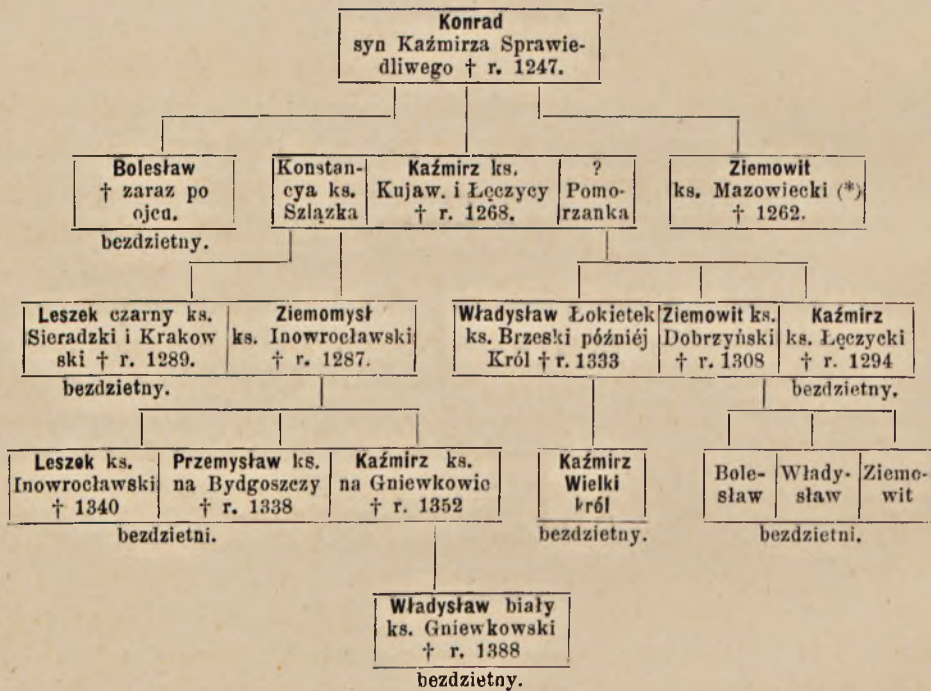 Konrad
syn Kaźmirza Sprawie-
dliwego † r. 1247.
Bolesław
† zaraz po
ojcu.
bezdzietny.
Konstan-
cya ks.
Szlązka
Kaźmirz ks.
Kujaw. i Łęczycy
† r. 1268.
?
Pomo-
rzanka
Ziemowit
ks. Mazowiecki (*)
† 1262.
Leszek czarny ks.
Sieradzki i Krakow
ski † r. 1289.
bezdzietny.
Ziemomysł
ks. Inowrocławski
† r. 1287.
Władysław Łokietek
ks. Brzeski późniéj
Król † r. 1333
Ziemowit ks.
Dobrzyński
† r. 1308
Kaźmirz
ks. Łęczycki
† r. 1294
bezdzietny.
Leszek ks.
Inowrocławski
† 1340
Przemysław ks.
na Bydgoszczy
† r. 1338
Kaźmirz ks.
na Gniewkowie
† r. 1352
bezdzietni.
Kaźmirz
Wielki
król
bezdzietny.
Bole-
sław
Włady-
sław
Ziemo-
wit
bezdzietni.
Władysław biały
ks. Gniewkowski
† r. 1388
bezdzietny.